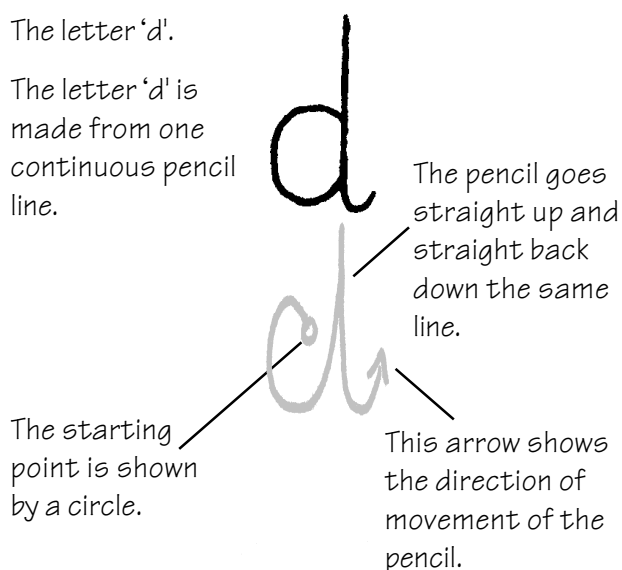 The letter ‘d'.
The letter ‘d' is
made from one
continuous pencil
line.
d
The pencil goes
straight up and
straight back
down the same
line.
d
The starting
point is shown
by a circle.
This arrow shows
the direction of
movement of the
pencil.